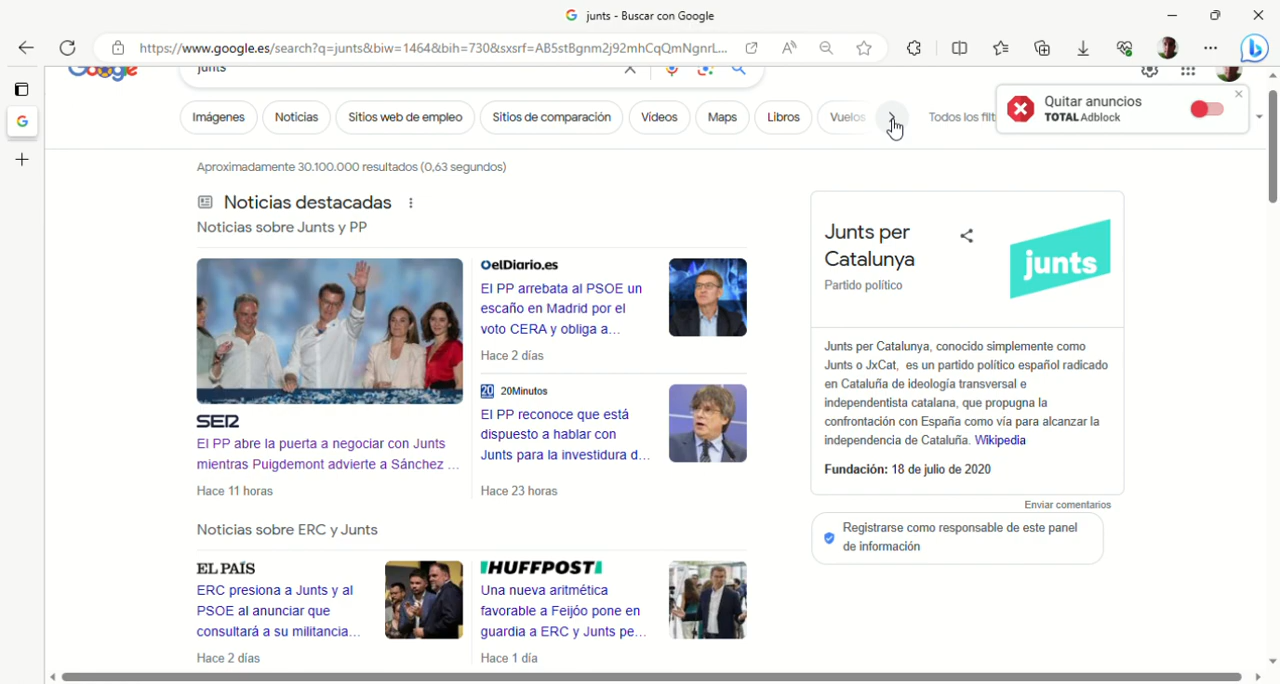 junts - Buscar con Google
https://www.google.es/search?q=junts&biw=1464&bih=730&sxsrf=AB5stBgnm2j92mhCqQmNgnrL...
Google
junts
Imágenes
Noticias
Sitios web de empleo
Sitios de comparación
Vídeos
Maps
Libros
Vuelos
Todos los filt
Quitar anuncios
TOTAL Adblock
Aproximadamente 30.100.000 resultados (0,63 segundos)
Noticias destacadas
Noticias sobre Junts y PP
SER
El PP abre la puerta a negociar con Junts
mientras Puigdemont advierte a Sánchez ...
Hace 11 horas
elDiario.es
El PP arrebata al PSOE un
escaño en Madrid por el
voto CERA y obliga a...
Hace 2 días
20 20Minutos
El PP reconoce que está
dispuesto a hablar con
Junts para la investidura d...
Hace 23 horas
Noticias sobre ERC y Junts
EL PAÍS
ERC presiona a Junts y al
PSOE al anunciar que
consultará a su militancia...
Hace 2 días
HUFFPOST
Una nueva aritmética
favorable a Feijóo pone en
guardia a ERC y Junts pe...
Hace 1 día
Junts per
Catalunya
Partido político
junts
Junts per Catalunya, conocido simplemente como
Junts o JxCat, es un partido político español radicado
en Cataluña de ideología transversal e
independentista catalana, que propugna la
confrontación con España como vía para alcanzar la
independencia de Cataluña. Wikipedia
Fundación: 18 de julio de 2020
Enviar comentarios
Registrarse como responsable de este panel
de información